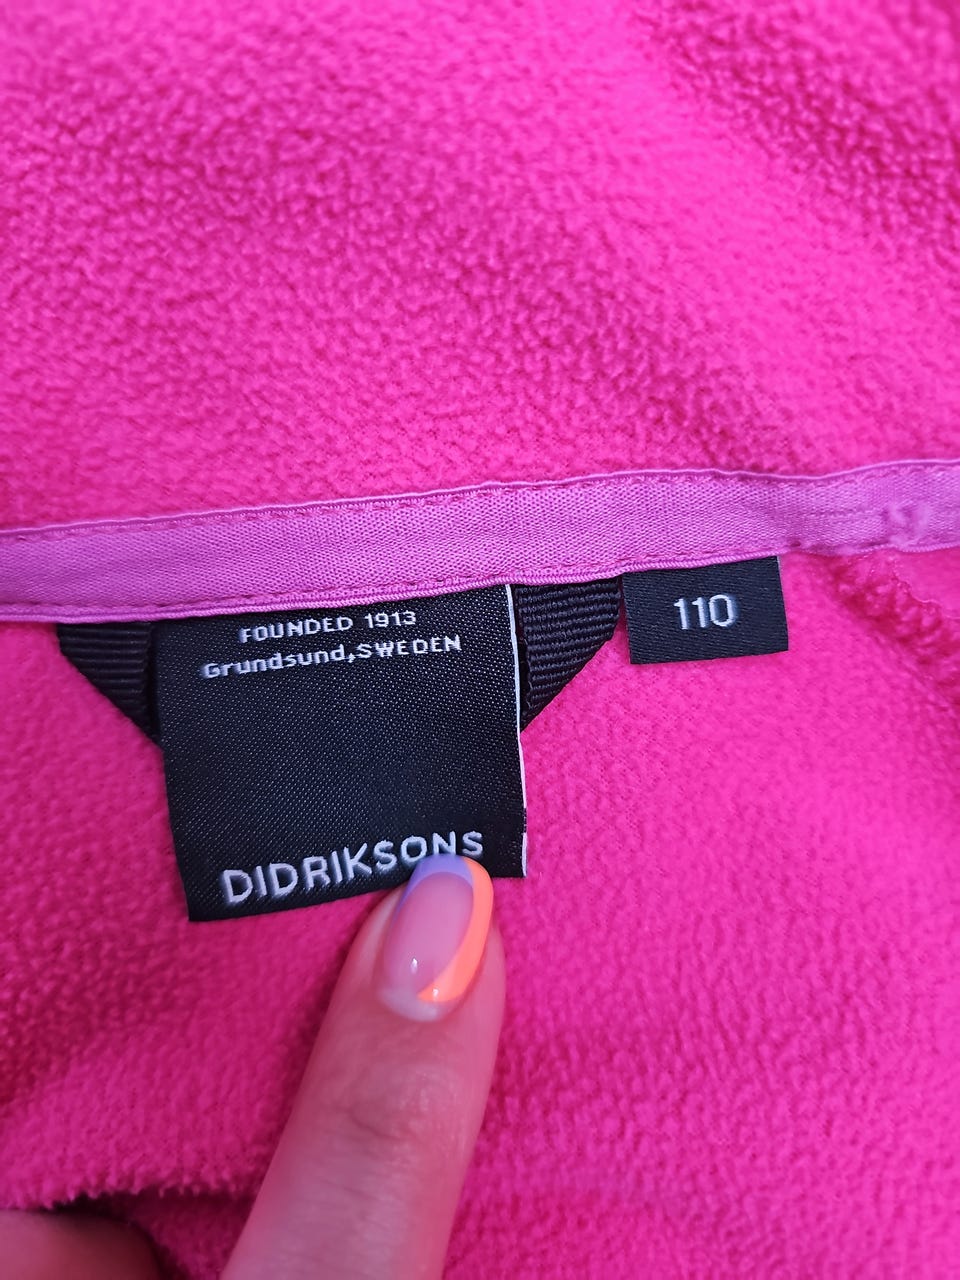 FOUNDED 1913
Grundsund,SWEDEN
DIDRIKSONS
110